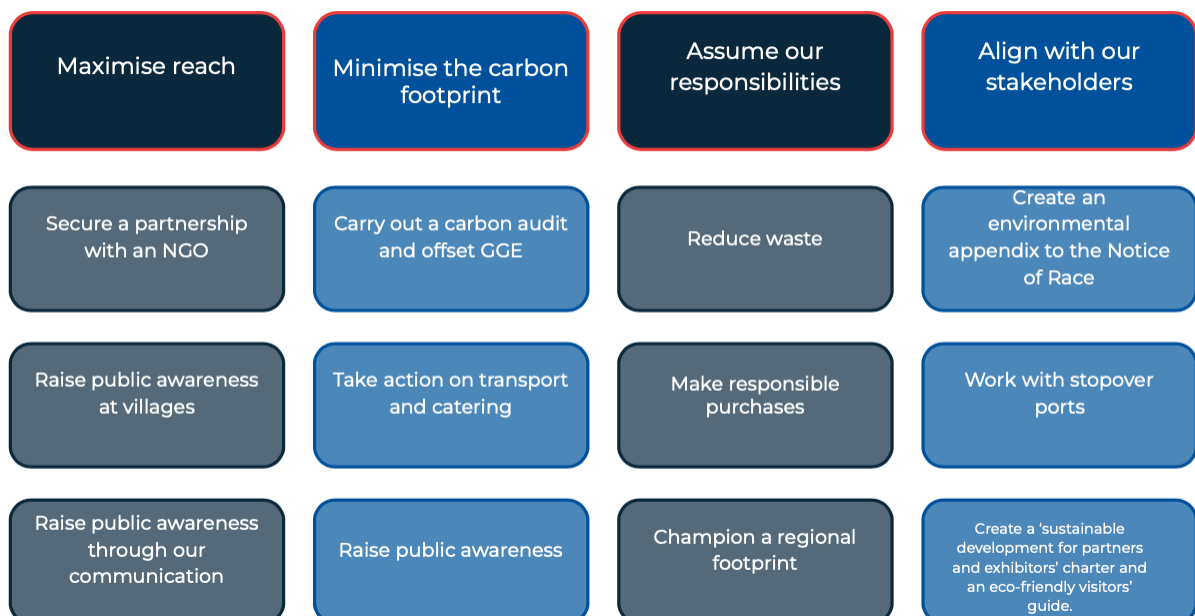 Maximise reach
Minimise the carbon
footprint
Assume our
responsibilities
Align with our
stakeholders
Secure a partnership
with an NGO
Carry out a carbon audit
and offset GGE
Reduce waste
Create an
environmental
appendix to the Notice
of Race
Raise public awareness
at villages
Take action on transport
and catering
Make responsible
purchases
Work with stopover
ports
Raise public awareness
through our
communication
Raise public awareness
Champion a regional
footprint
Create a ‘sustainable
development for partners
and exhibitors’ charter and
an eco-friendly visitors’
guide.